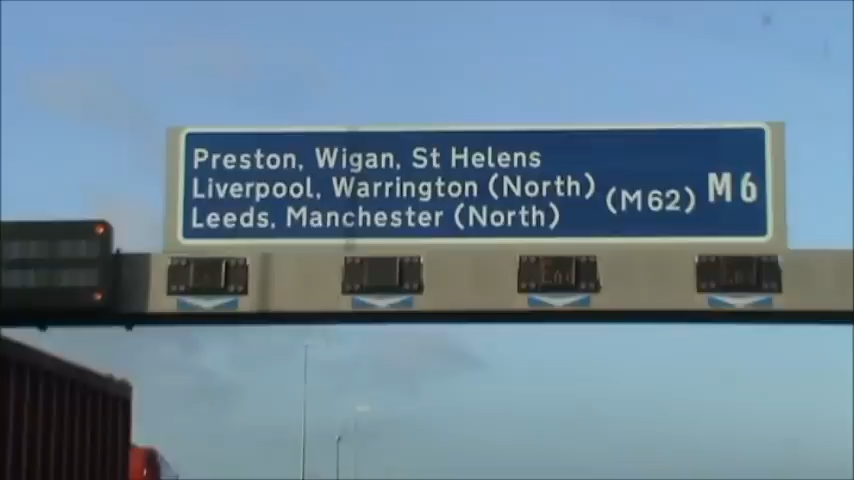 Preston, Wigan, St Helens
Liverpool, Warrington (North)
Leeds, Manchester (North)
(M62)
M6